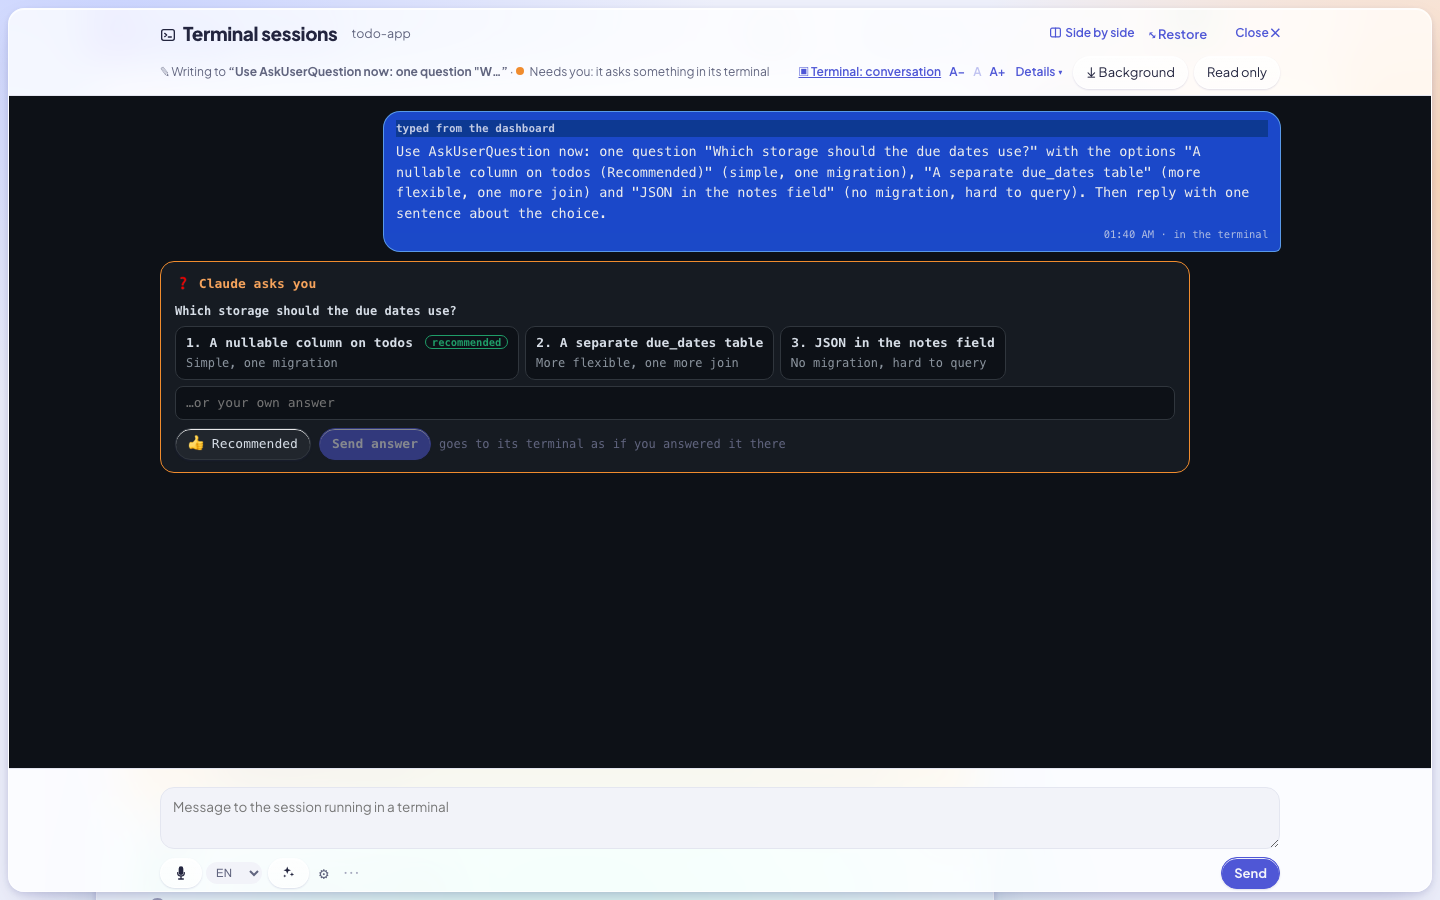 Terminal sessions todo-app Side by side Restore Close
Writing to “Use AskUserQuestion now: one question "W…” · Needs you: it asks something in its terminal Terminal: conversation A− A A+ Details Background Read only
typed from the dashboard
Use AskUserQuestion now: one question "Which storage should the due dates use?" with the options "A
nullable column on todos (Recommended)" (simple, one migration), "A separate due_dates table" (more
flexible, one more join) and "JSON in the notes field" (no migration, hard to query). Then reply with one
sentence about the choice.
01:40 AM · in the terminal
❓ Claude asks you
Which storage should the due dates use?
1. A nullable column on todos recommended
Simple, one migration
2. A separate due_dates table
More flexible, one more join
3. JSON in the notes field
No migration, hard to query
…or your own answer
👍 Recommended Send answer goes to its terminal as if you answered it there
Message to the session running in a terminal
EN ··· Send